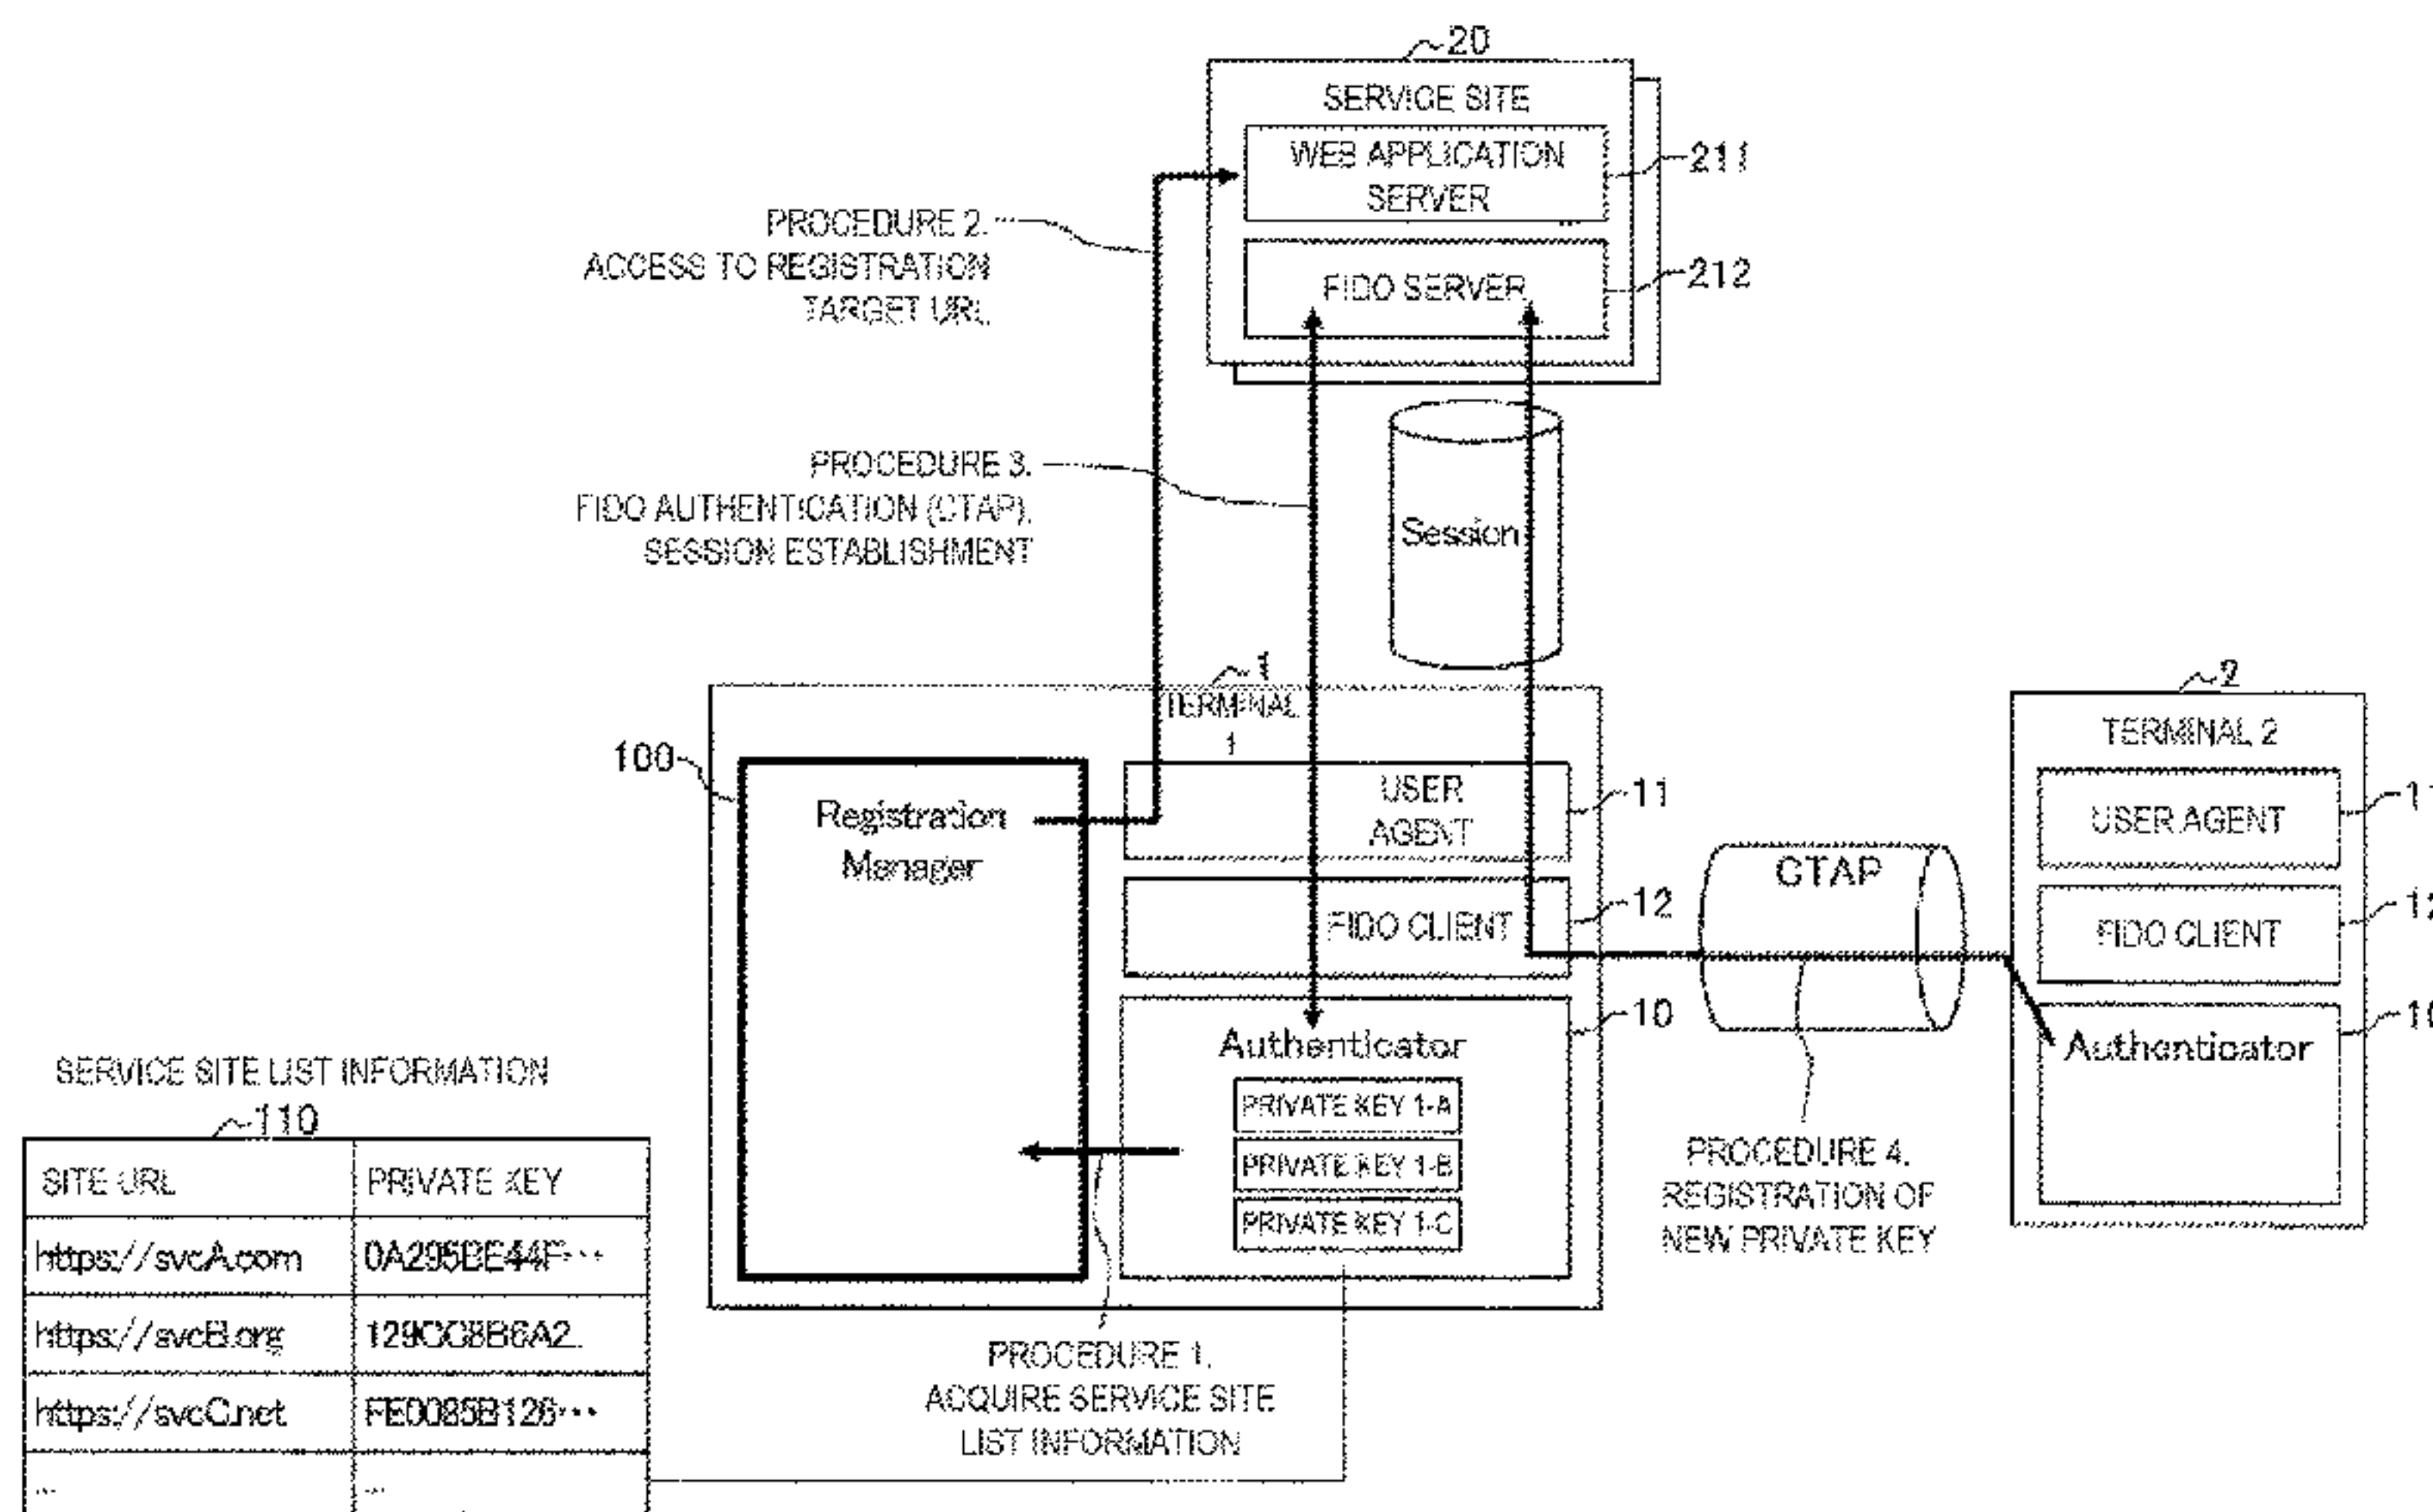 20
SERVICE SITE
WEB APPLICATION
SERVER
211
FIDO SERVER
212
PROCEDURE 2.
ACCESS TO REGISTRATION
TARGET URL
PROCEDURE 3.
FIDO AUTHENTICATION (CTAP),
SESSION ESTABLISHMENT
Session
1
TERMINAL
1
100
Registration
Manager
USER
AGENT
11
FIDO CLIENT
12
Authenticator
10
PRIVATE KEY 1-A
PRIVATE KEY 1-B
PRIVATE KEY 1-C
CTAP
2
TERMINAL 2
USER AGENT
FIDO CLIENT
Authenticator
PROCEDURE 4.
REGISTRATION OF
NEW PRIVATE KEY
PROCEDURE 1.
ACQUIRE SERVICE SITE
LIST INFORMATION
SERVICE SITE LIST INFORMATION
110
SITE URL PRIVATE KEY
https://svcA.com 0A295BE44F···
https://svcB.org 129CC8B6A2..
https://svcC.net FE0085B126···
... ...